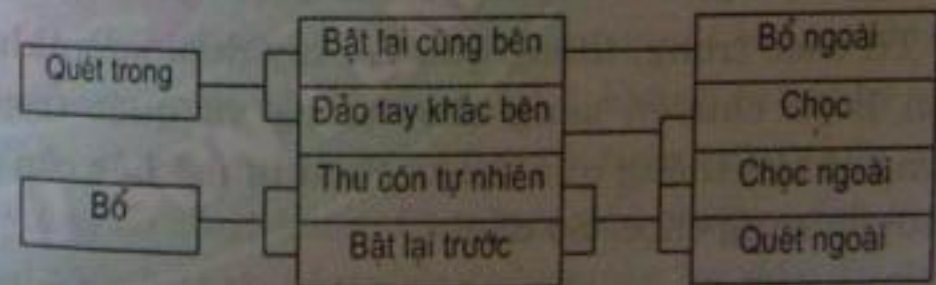 Quét trong
Bổ
Bật lại cùng bên
Đảo tay khác bên
Thu côn tự nhiên
Bật lại trước
Bổ ngoài
Chọc
Chọc ngoài
Quét ngoài